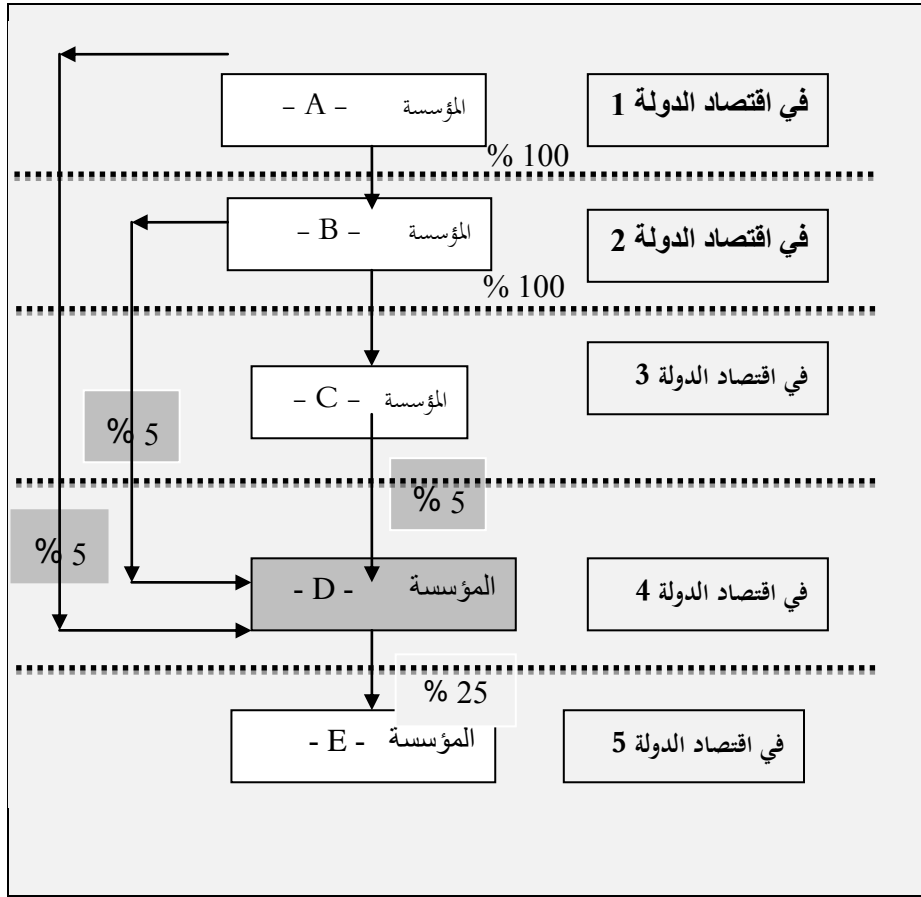 في اقتصاد الدولة 1
المؤسسة – A –
% 100
في اقتصاد الدولة 2
المؤسسة – B –
% 100
في اقتصاد الدولة 3
المؤسسة – C –
% 5
% 5
% 5
في اقتصاد الدولة 4
المؤسسة - D -
% 25
في اقتصاد الدولة 5
المؤسسة - E -